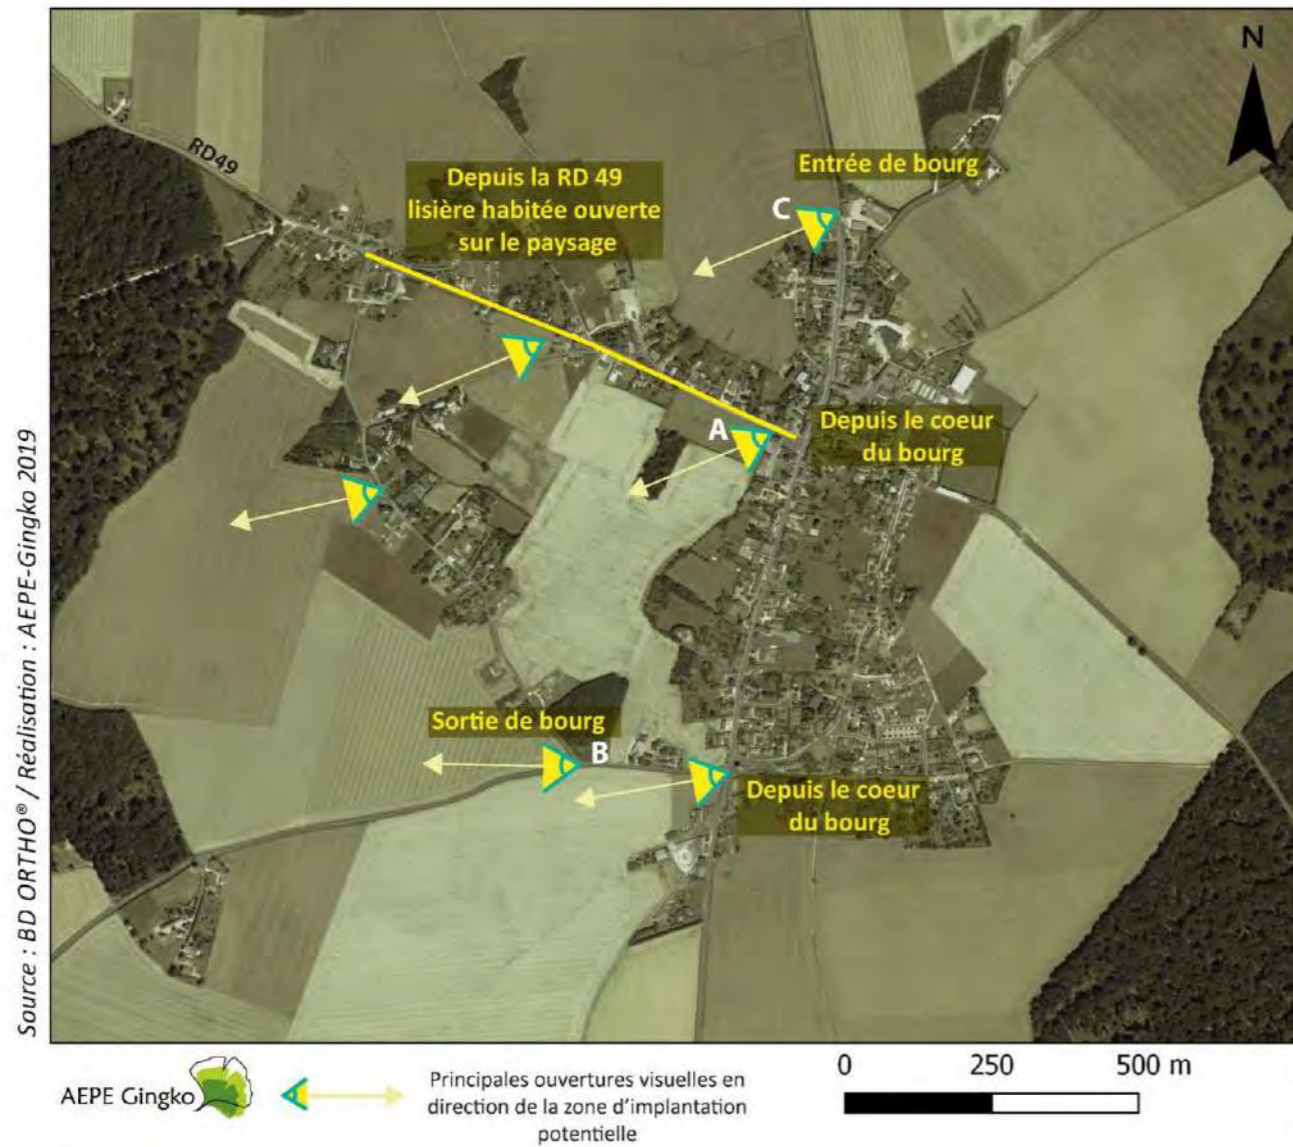 N
RD49
Depuis la RD 49
lisière habitée ouverte
sur le paysage
Entrée de bourg
C
A
Depuis le coeur
du bourg
Sortie de bourg
B
Depuis le coeur
du bourg
Source : BD ORTHO® / Réalisation : AEPE-Gingko 2019
AEPE Gingko
Principales ouvertures visuelles en
direction de la zone d'implantation
potentielle
0 250 500 m